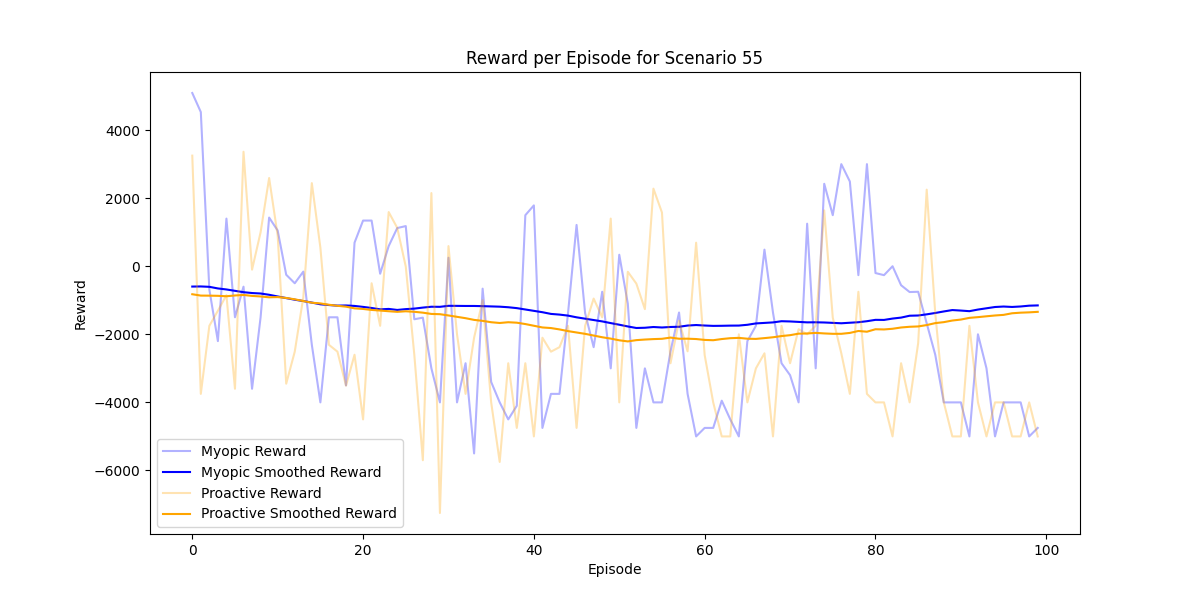 Reward per Episode for Scenario 55
Reward
4000
2000
0
−2000
−4000
−6000
Myopic Reward
Myopic Smoothed Reward
Proactive Reward
Proactive Smoothed Reward
0 20 40 60 80 100
Episode